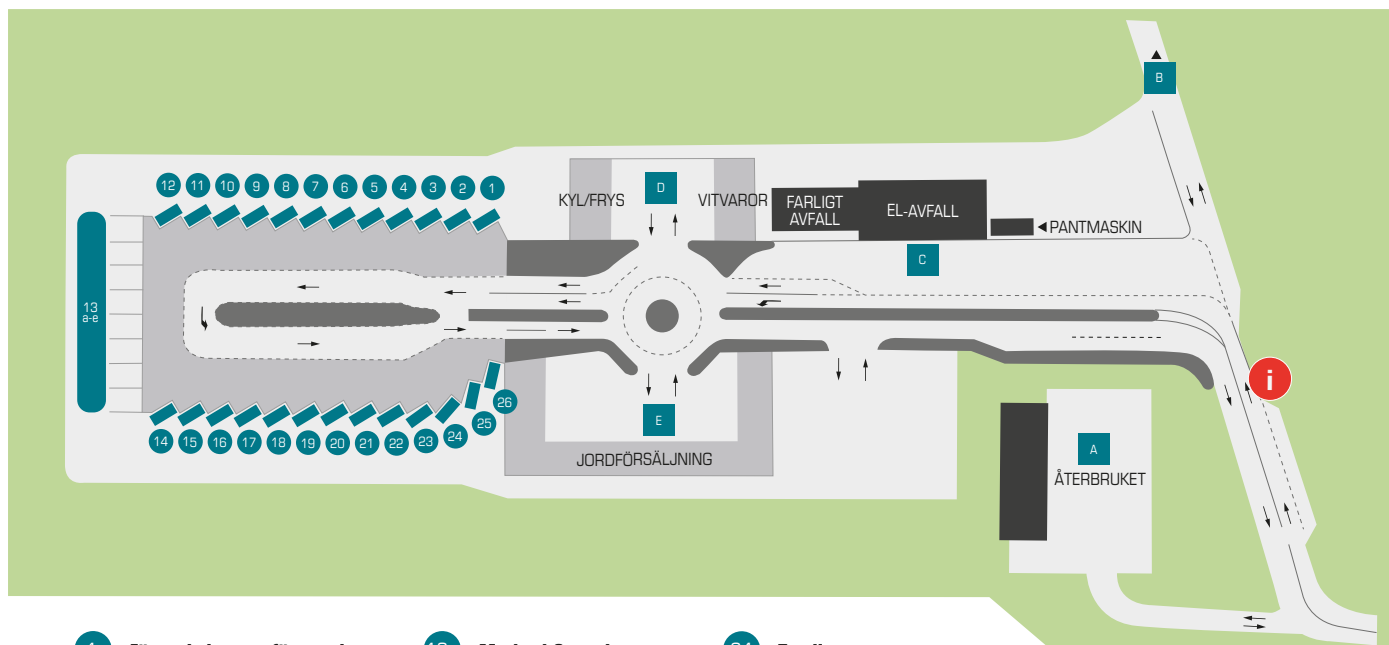 B
12 11 10 9 8 7 6 5 4 3 2 1
KYL/FRYS
D
VITVAROR
FARLIGT
AVFALL
EL-AVFALL
PANTMASKIN
C
13
a-e
i
26
25
24
14 15 16 17 18 19 20 21 22 23
E
JORDFÖRSÄLJNING
A
ÅTERBRUKET